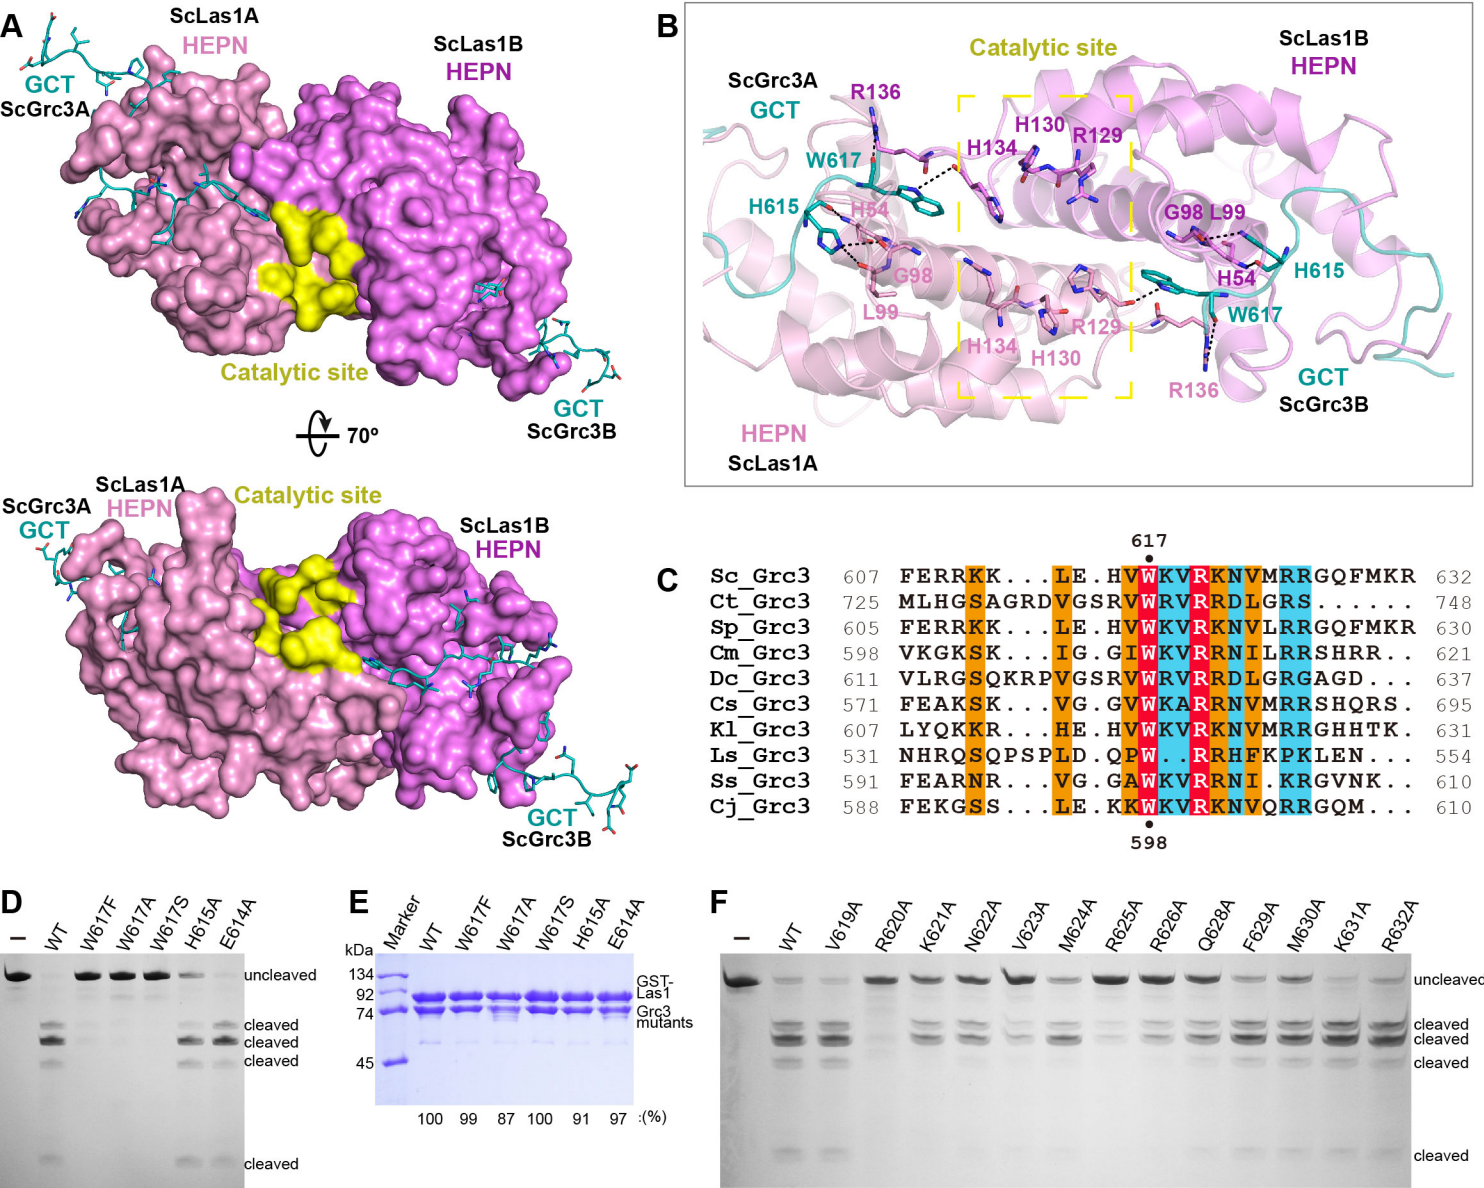 A
ScLas1A
HEPN
GCT
ScGrc3A
ScLas1B
HEPN
Catalytic site
GCT
ScGrc3B
70º
ScLas1A
HEPN
Catalytic site
ScGrc3A
GCT
ScLas1B
HEPN
GCT
ScGrc3B
B
Catalytic site
ScLas1B
HEPN
ScGrc3A
GCT
R136
H130
R129
H134
W617
H615
H54
G98
L99
G98 L99
H54
H615
W617
R129
H134
H130
R136
GCT
ScGrc3B
HEPN
ScLas1A
C
617
Sc_Grc3 607 FERRKK...LE.HVWKVRKNVMRRGQFMKR 632
Ct_Grc3 725 MLHGSAGRDVGSRVWRVRRDLGRS...... 748
Sp_Grc3 605 FERRKK...LE.HVWKVRKNVLRRGQFMKR 630
Cm_Grc3 598 VKGKSK...IG.GIWKVRRNILRRSHRR.. 621
Dc_Grc3 611 VLRGSQKRPVGSRVWRVRRDLGRGAGD... 637
Cs_Grc3 571 FEAKSK...VG.GVWKARRNVMRRSHQRS. 695
Kl_Grc3 607 LYQKKR...HE.HVWKVRRNVMRRGHHTK. 631
Ls_Grc3 531 NHRQSQPSPLD.QPW..RRHFKPKLEN... 554
Ss_Grc3 591 FEARNR...VG.GAWKVRRNI.KRGVNK.. 610
Cj_Grc3 588 FEKGSS...LE.KKWKVRKNVQRRGQM... 610
598
D
– WT W617F W617A W617S H615A E614A
uncleaved
cleaved
cleaved
cleaved
cleaved
E
Marker WT W617F W617A W617S H615A E614A
kDa
134
92
74
45
GST-
Las1
Grc3
mutants
100 99 87 100 91 97 :(%)
F
– WT V619A R620A K621A N622A V623A M624A R625A R626A Q628A F629A M630A K631A R632A
uncleaved
cleaved
cleaved
cleaved
cleaved